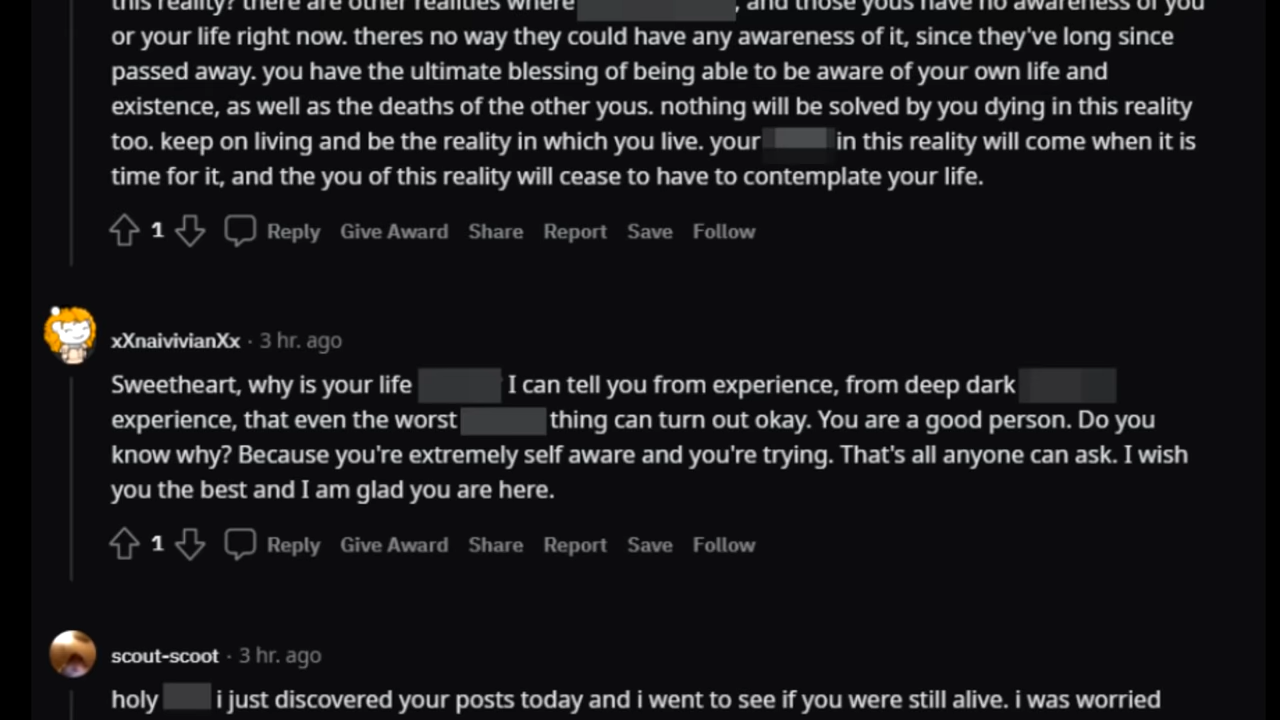 this reality? there are other realities where , and those yous have no awareness of you
or your life right now. theres no way they could have any awareness of it, since they've long since
passed away. you have the ultimate blessing of being able to be aware of your own life and
existence, as well as the deaths of the other yous. nothing will be solved by you dying in this reality
too. keep on living and be the reality in which you live. your in this reality will come when it is
time for it, and the you of this reality will cease to have to contemplate your life.
1 Reply Give Award Share Report Save Follow
xXnaivivianXx · 3 hr. ago
Sweetheart, why is your life I can tell you from experience, from deep dark
experience, that even the worst thing can turn out okay. You are a good person. Do you
know why? Because you're extremely self aware and you're trying. That's all anyone can ask. I wish
you the best and I am glad you are here.
1 Reply Give Award Share Report Save Follow
scout-scoot · 3 hr. ago
holy i just discovered your posts today and i went to see if you were still alive. i was worried